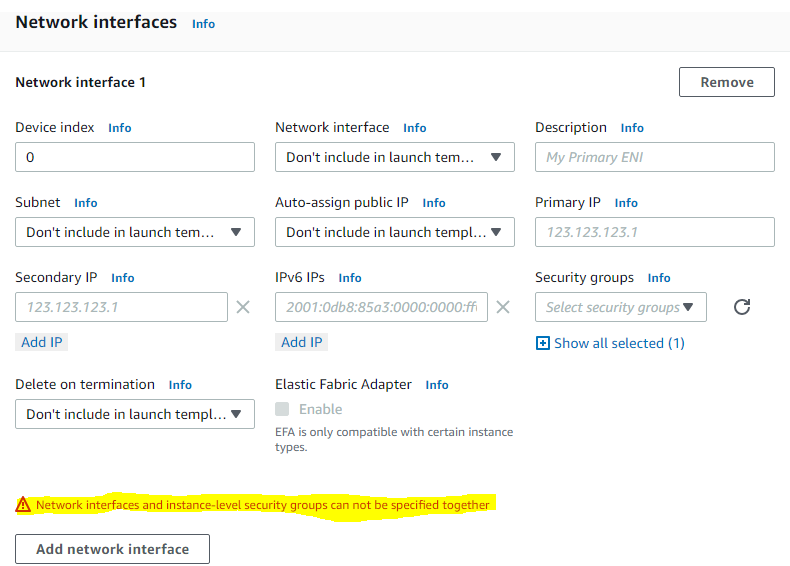 Network interfaces Info
Network interface 1 Remove
Device index Info Network interface Info Description Info
0 Don't include in launch tem... My Primary ENI
Subnet Info Auto-assign public IP Info Primary IP Info
Don't include in launch tem... Don't include in launch templ... 123.123.123.1
Secondary IP Info IPv6 IPs Info Security groups Info
123.123.123.1 2001:0db8:85a3:0000:0000:ff Select security groups
Add IP Add IP Show all selected (1)
Delete on termination Info Elastic Fabric Adapter Info
Don't include in launch templ... Enable
EFA is only compatible with certain instance
types.
Network interfaces and instance-level security groups can not be specified together
Add network interface